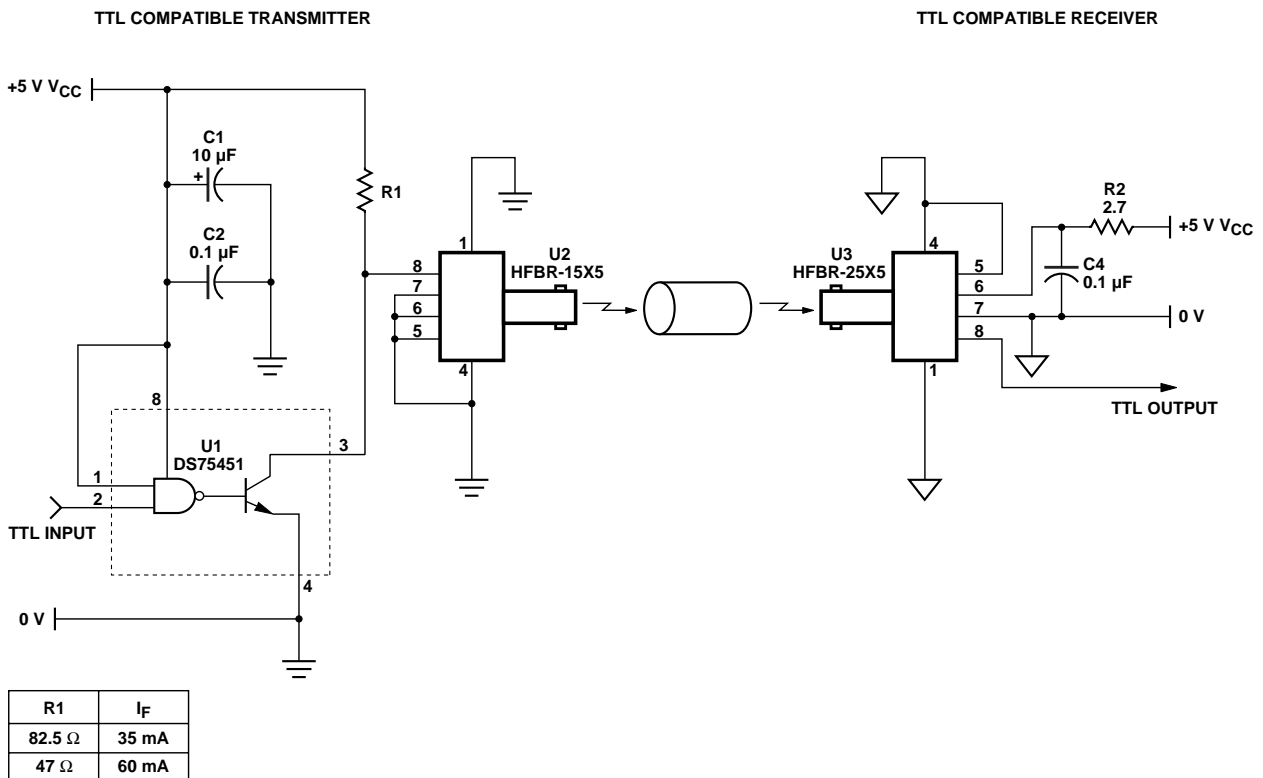 TTL COMPATIBLE TRANSMITTER
TTL COMPATIBLE RECEIVER
+5 V VCC
C1
10 µF
+
R1
C2
0.1 µF
8
1
2
TTL INPUT
U1
DS75451
3
4
0 V
1
8
7
6
5
4
U2
HFBR-15X5
U3
HFBR-25X5
4
5
6
7
8
1
R2
2.7
+5 V VCC
C4
0.1 µF
0 V
TTL OUTPUT
R1 IF
82.5 Ω 35 mA
47 Ω 60 mA